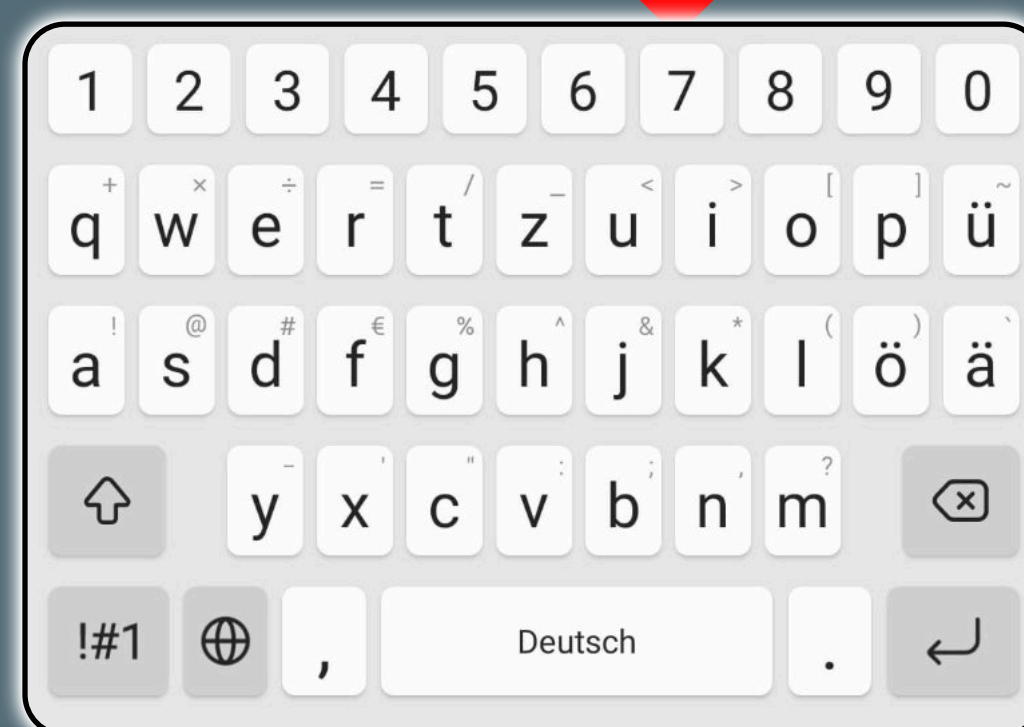 1 2 3 4 5 6 7 8 9 0
+ × ÷ = / _ < > [ ] ~
q w e r t z u i o p ü
! @ # € % ^ & * ( ) `
a s d f g h j k l ö ä
- ' " : ; , ?
y x c v b n m
!#1 , Deutsch .